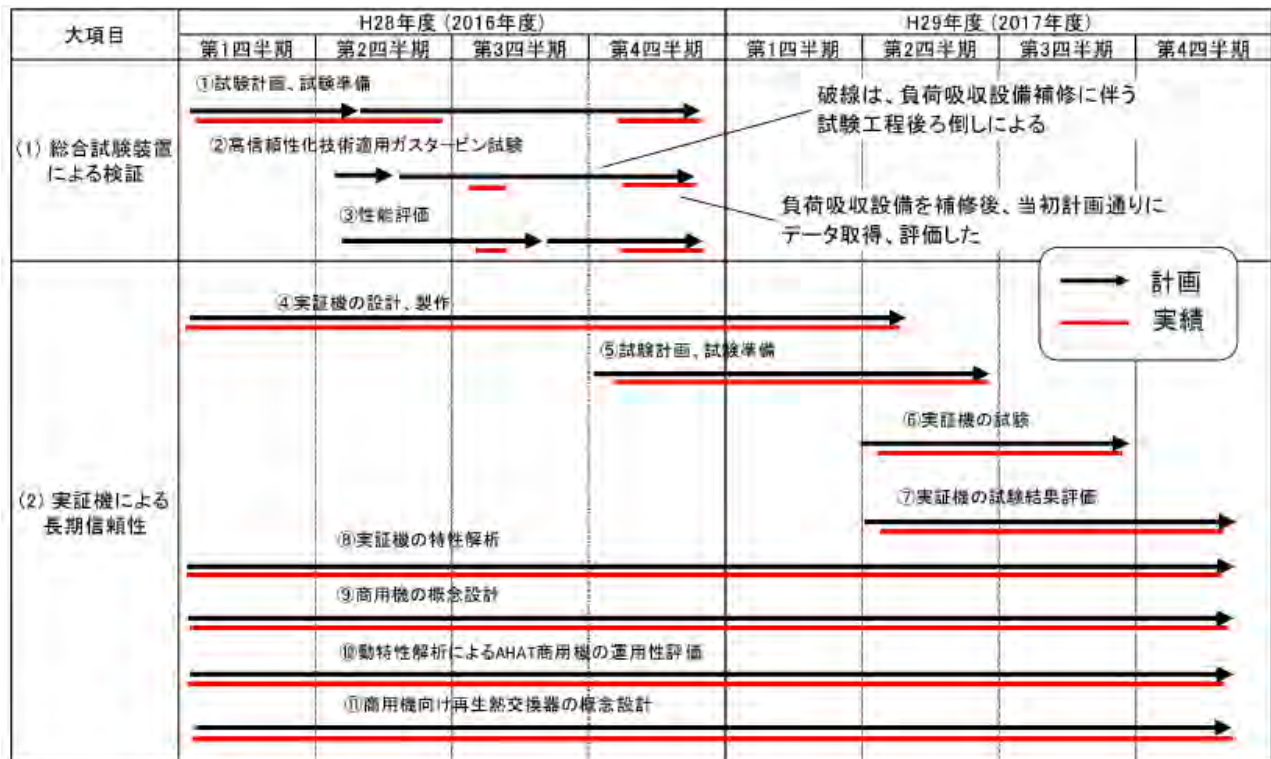 大項目
H28年度(2016年度)
H29年度(2017年度)
第1四半期
第2四半期
第3四半期
第4四半期
第1四半期
第2四半期
第3四半期
第4四半期
(1) 総合試験装置
による検証
①試験計画、試験準備
②高信頼性化技術適用ガスタービン試験
③性能評価
破線は、負荷吸収設備補修に伴う
試験工程後ろ倒しによる
負荷吸収設備を補修後、当初計画通りに
データ取得、評価した
計画
実績
(2) 実証機による
長期信頼性
④実証機の設計、製作
⑤試験計画、試験準備
⑥実証機の試験
⑦実証機の試験結果評価
⑧実証機の特性解析
⑨商用機の概念設計
⑩動特性解析によるAHAT商用機の運用性評価
⑪商用機向け再生熱交換器の概念設計